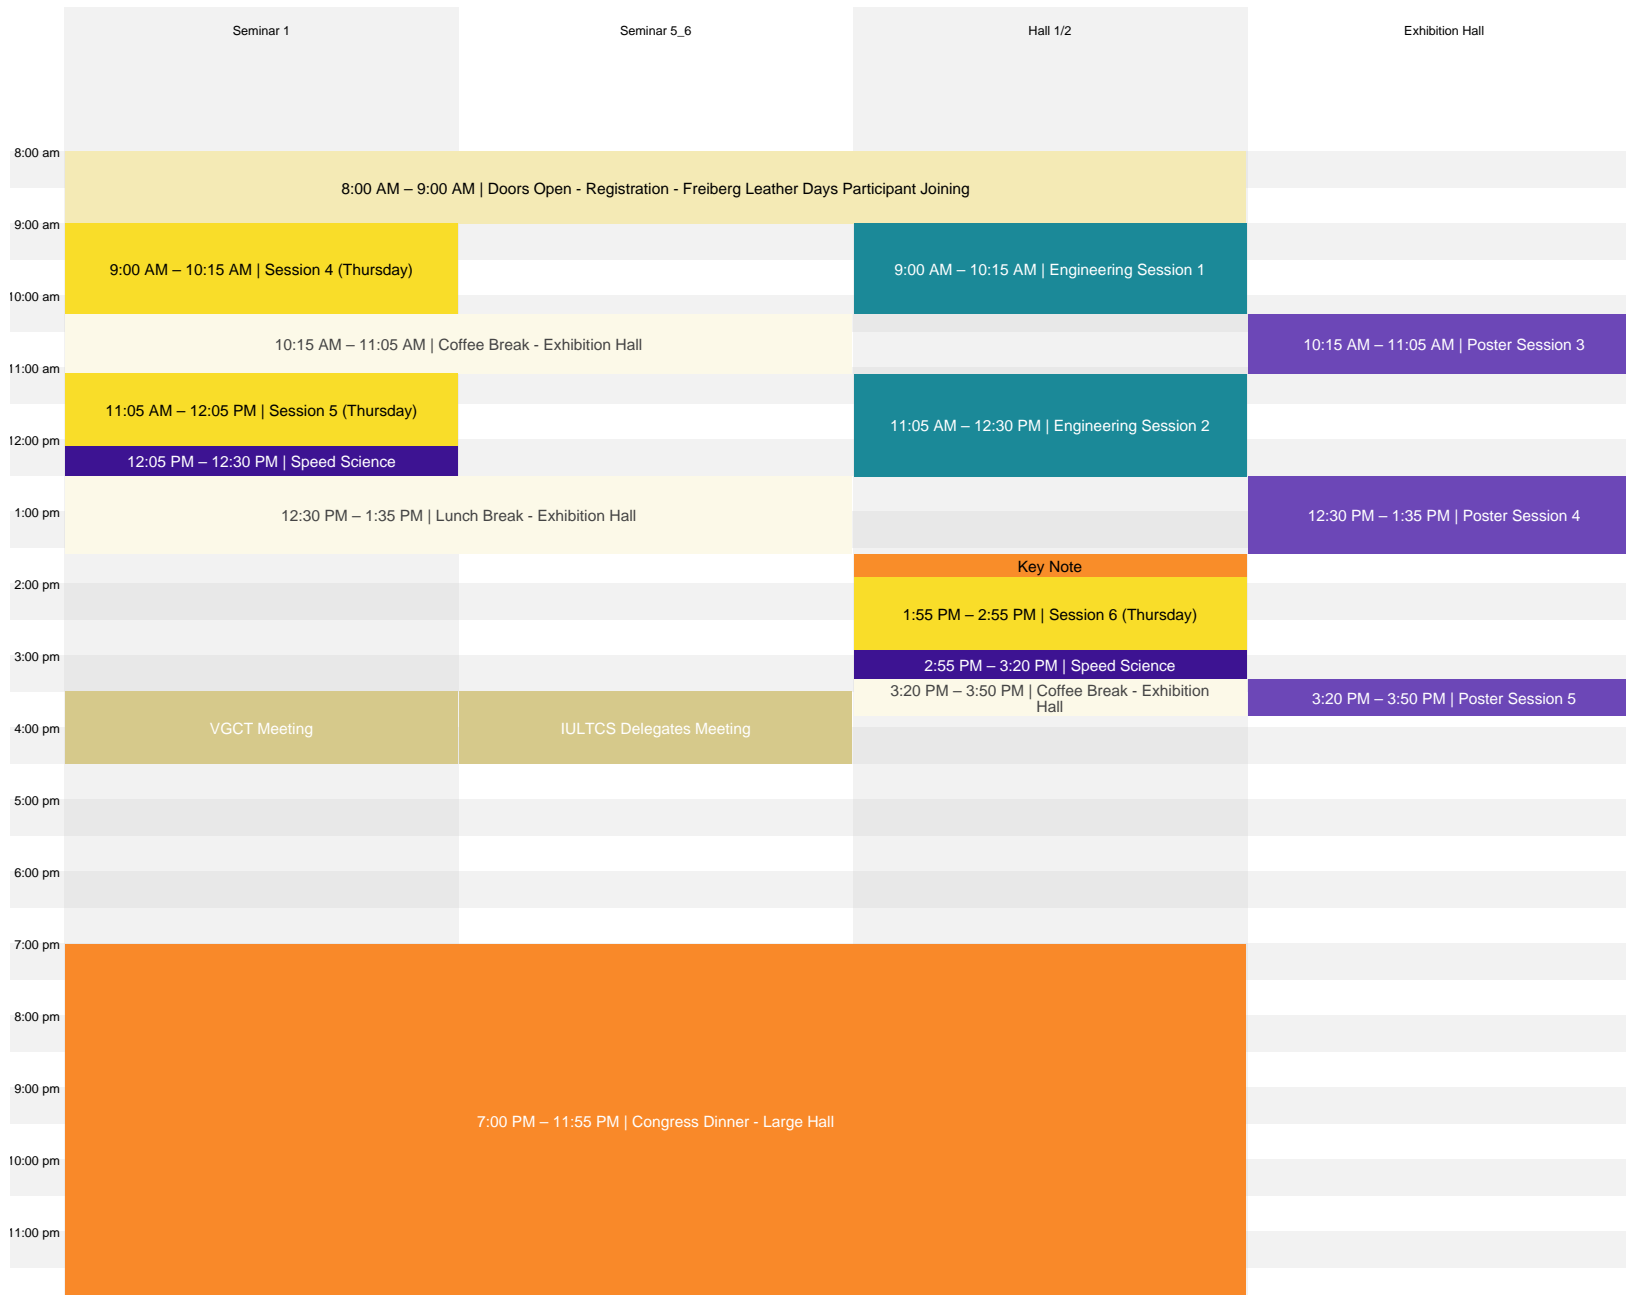 Seminar 1
Seminar 5_6
Hall 1/2
Exhibition Hall
8:00 am
8:00 AM – 9:00 AM | Doors Open - Registration - Freiberg Leather Days Participant Joining
9:00 am
9:00 AM – 10:15 AM | Session 4 (Thursday)
9:00 AM – 10:15 AM | Engineering Session 1
10:00 am
10:15 AM – 11:05 AM | Coffee Break - Exhibition Hall
10:15 AM – 11:05 AM | Poster Session 3
11:00 am
11:05 AM – 12:05 PM | Session 5 (Thursday)
11:05 AM – 12:30 PM | Engineering Session 2
12:00 pm
12:05 PM – 12:30 PM | Speed Science
1:00 pm
12:30 PM – 1:35 PM | Lunch Break - Exhibition Hall
12:30 PM – 1:35 PM | Poster Session 4
Key Note
2:00 pm
1:55 PM – 2:55 PM | Session 6 (Thursday)
3:00 pm
2:55 PM – 3:20 PM | Speed Science
3:20 PM – 3:50 PM | Coffee Break - Exhibition
Hall
3:20 PM – 3:50 PM | Poster Session 5
4:00 pm
VGCT Meeting
IULTCS Delegates Meeting
5:00 pm
6:00 pm
7:00 pm
8:00 pm
9:00 pm
7:00 PM – 11:55 PM | Congress Dinner - Large Hall
10:00 pm
11:00 pm